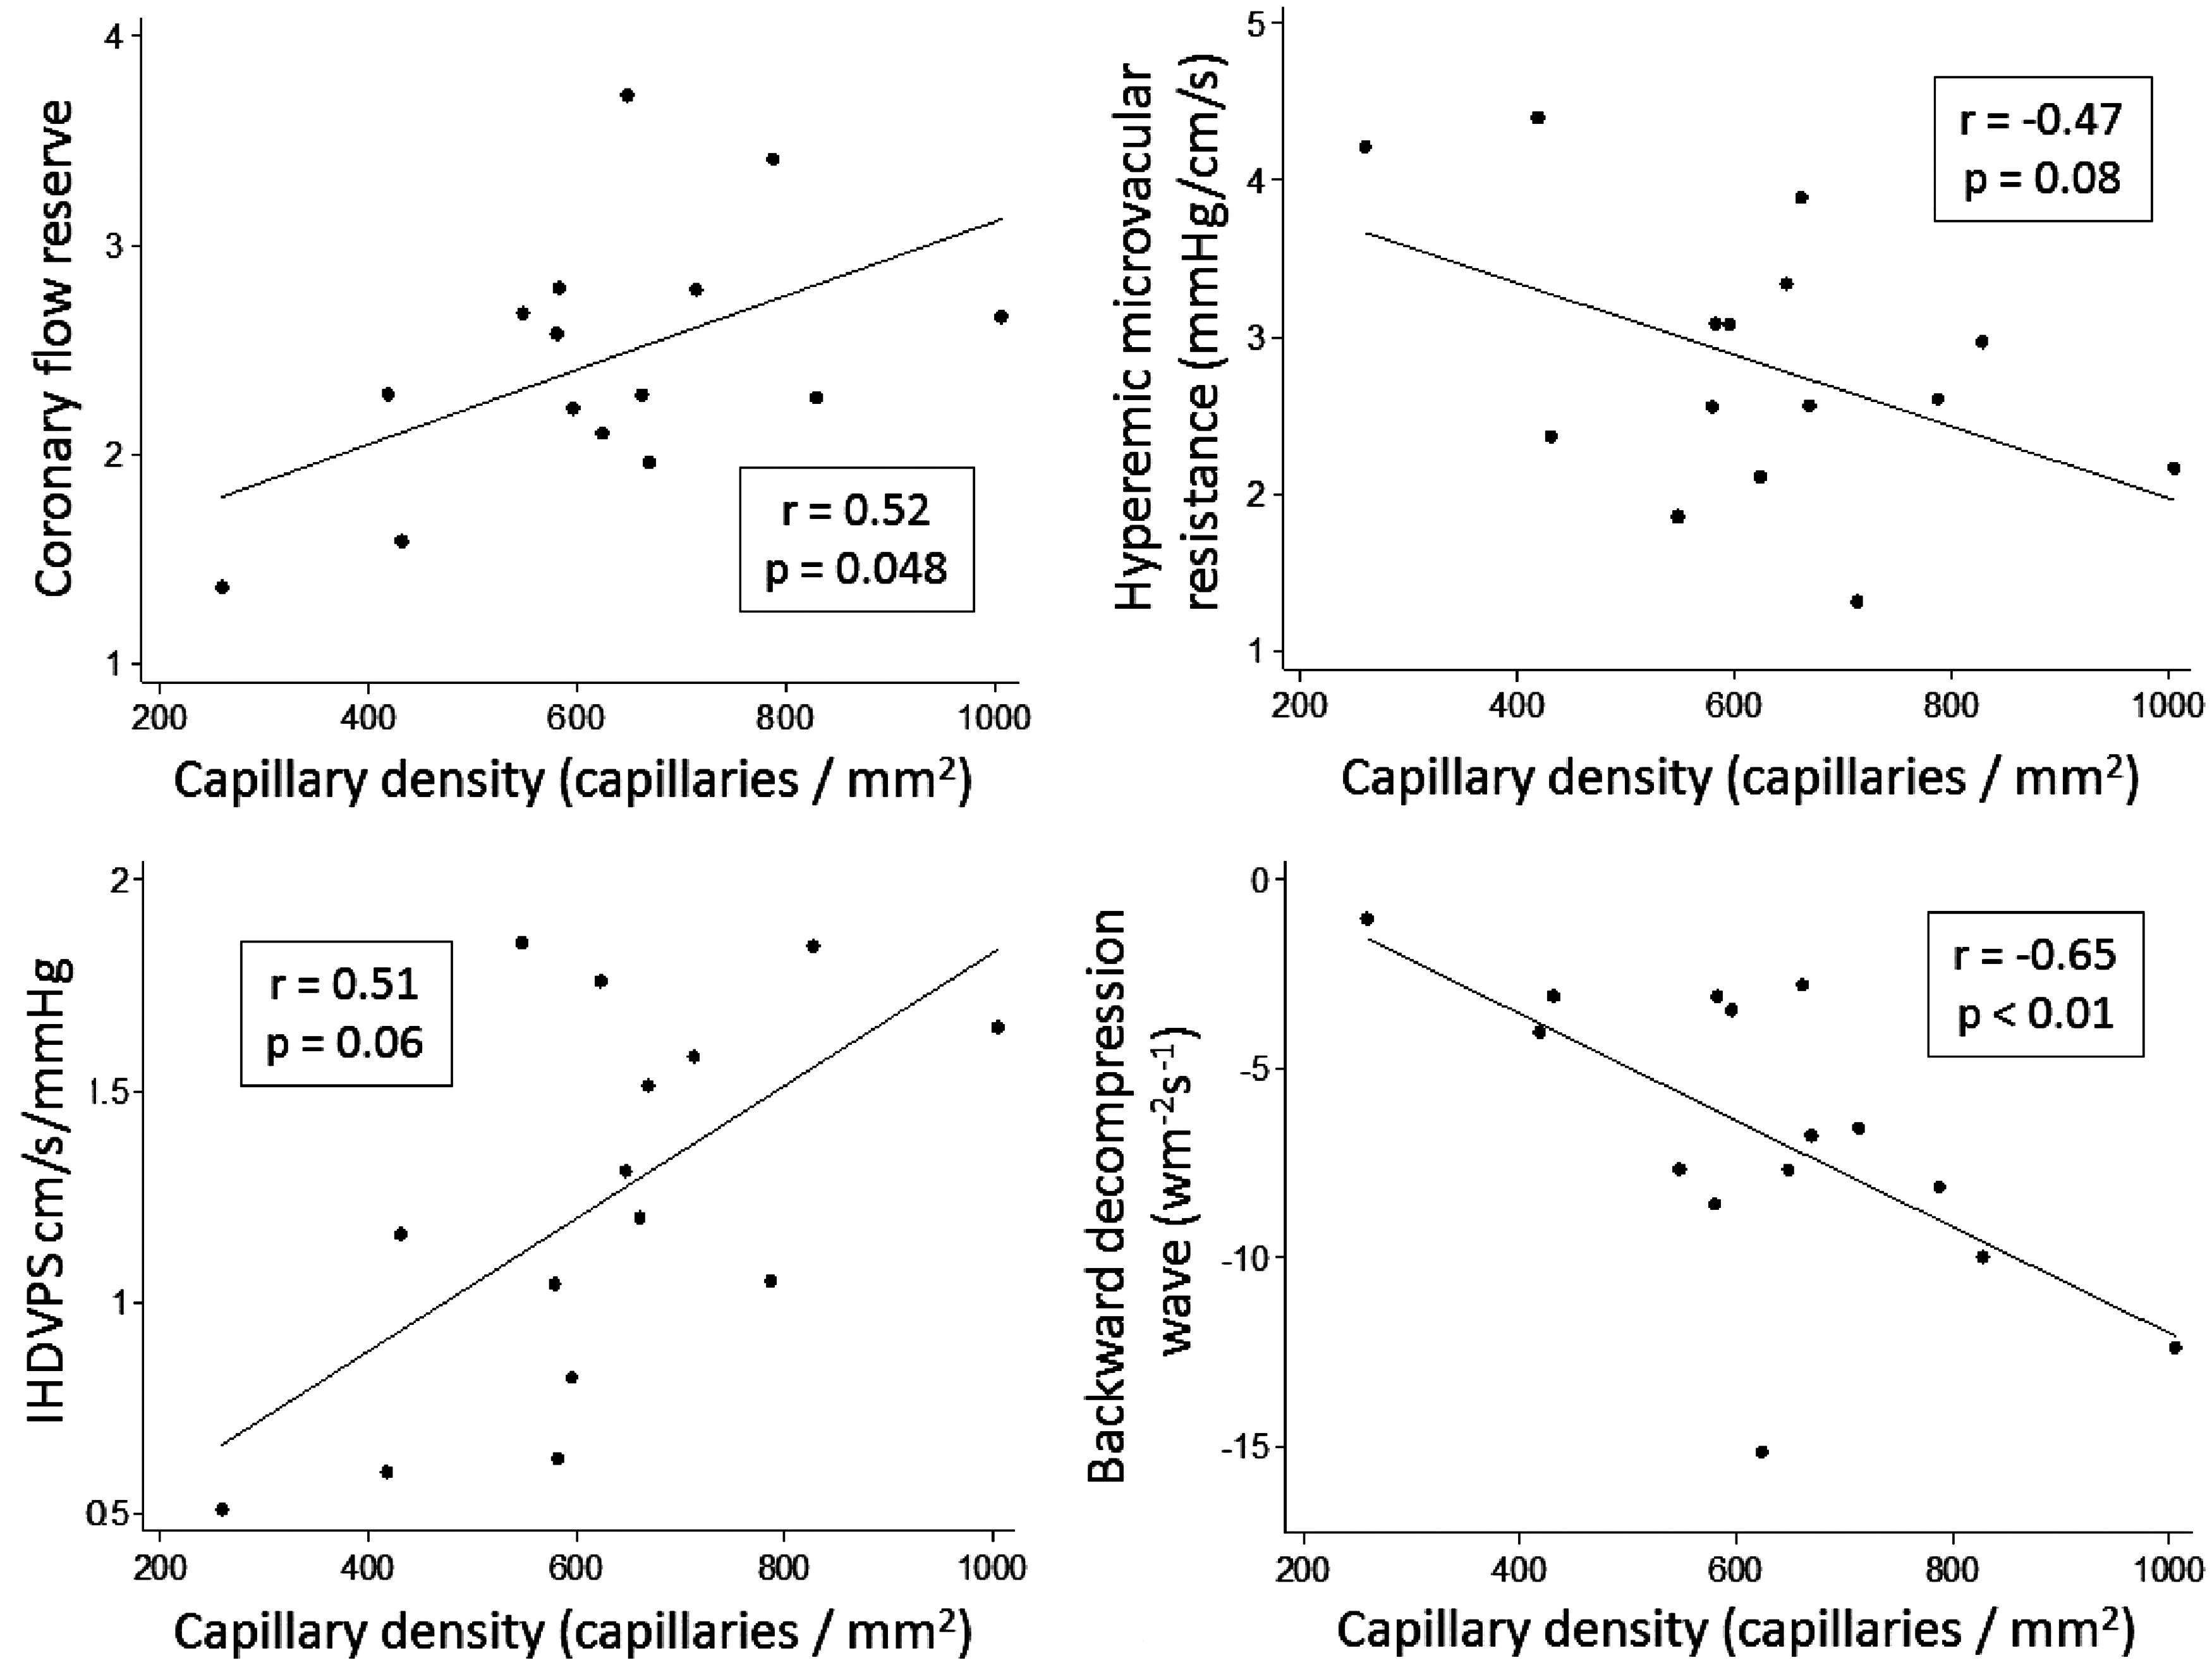 Coronary flow reserve
4
3
2
1
r = 0.52
p = 0.048
200 400 600 800 1000
Capillary density (capillaries / mm²)
Hyperemic microvacular
resistance (mmHg/cm/s)
5
4
3
2
1
r = -0.47
p = 0.08
200 400 600 800 1000
Capillary density (capillaries / mm²)
IHDVPS cm/s/mmHg
2
1.5
1
0.5
r = 0.51
p = 0.06
200 400 600 800 1000
Capillary density (capillaries / mm²)
Backward decompression
wave (wm⁻²s⁻¹)
0
-5
-10
-15
r = -0.65
p < 0.01
200 400 600 800 1000
Capillary density (capillaries / mm²)